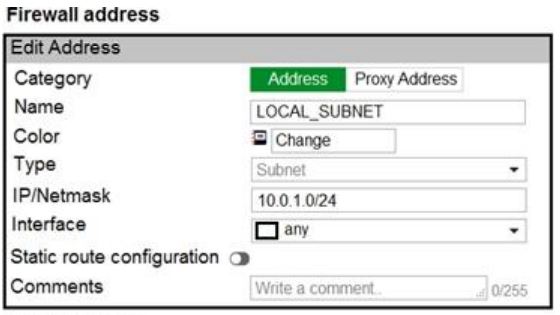 Firewall address
Edit Address
Category Address Proxy Address
Name LOCAL_SUBNET
Color Change
Type Subnet
IP/Netmask 10.0.1.0/24
Interface any
Static route configuration
Comments Write a comment.. 0/255